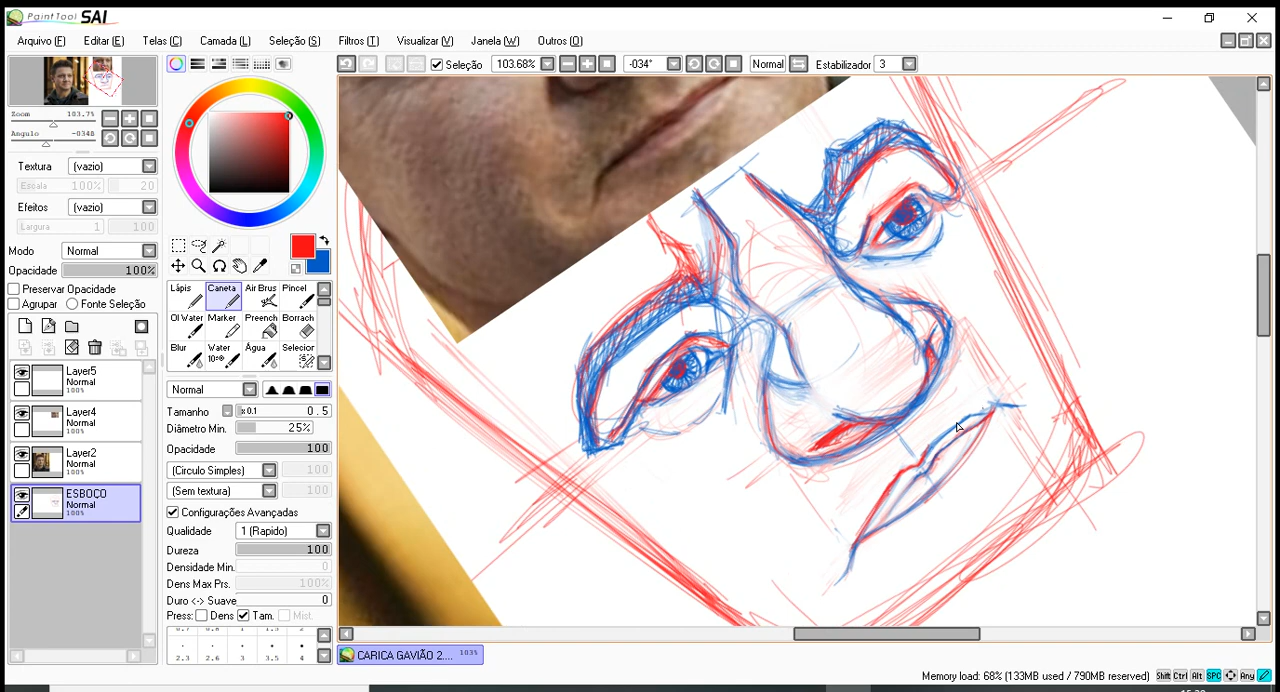 PaintTool SAI
Arquivo (F) Editar (E) Telas (C) Camada (L) Seleção (S) Filtros (T) Visualizar (V) Janela (W) Outros (O)
Seleção 103.68% -034° Normal Estabilizador 3
Zoom 103.7%
Angulo -034B
Textura (vazio)
Escala 100% 20
Efeitos (vazio)
Largura 1 100
Modo Normal
Opacidade 100%
Preservar Opacidade
Agrupar Fonte Seleção
Layer5
Normal
100%
Layer4
Normal
100%
Layer2
Normal
100%
ESBOÇO
Normal
100%
Lápis Caneta Air Brus Pincel
Ol Water Marker Preench Borrach
Blur Water Água Selecior
10*
Normal
Tamanho x 0.1 0.5
Diâmetro Min. 25%
Opacidade 100
(Circulo Simples) 100
(Sem textura) 100
Configurações Avançadas
Qualidade 1 (Rapido)
Dureza 100
Densidade Min. 0
Dens Max Prs. 100%
Duro <-> Suave 0
Press: Dens Tam. Mist.
2.3 2.6 3 3.5 4
CARICA GAVIÃO 2.... 103%
Memory load: 68% (133MB used / 790MB reserved) Shift Ctrl Alt SPC Any